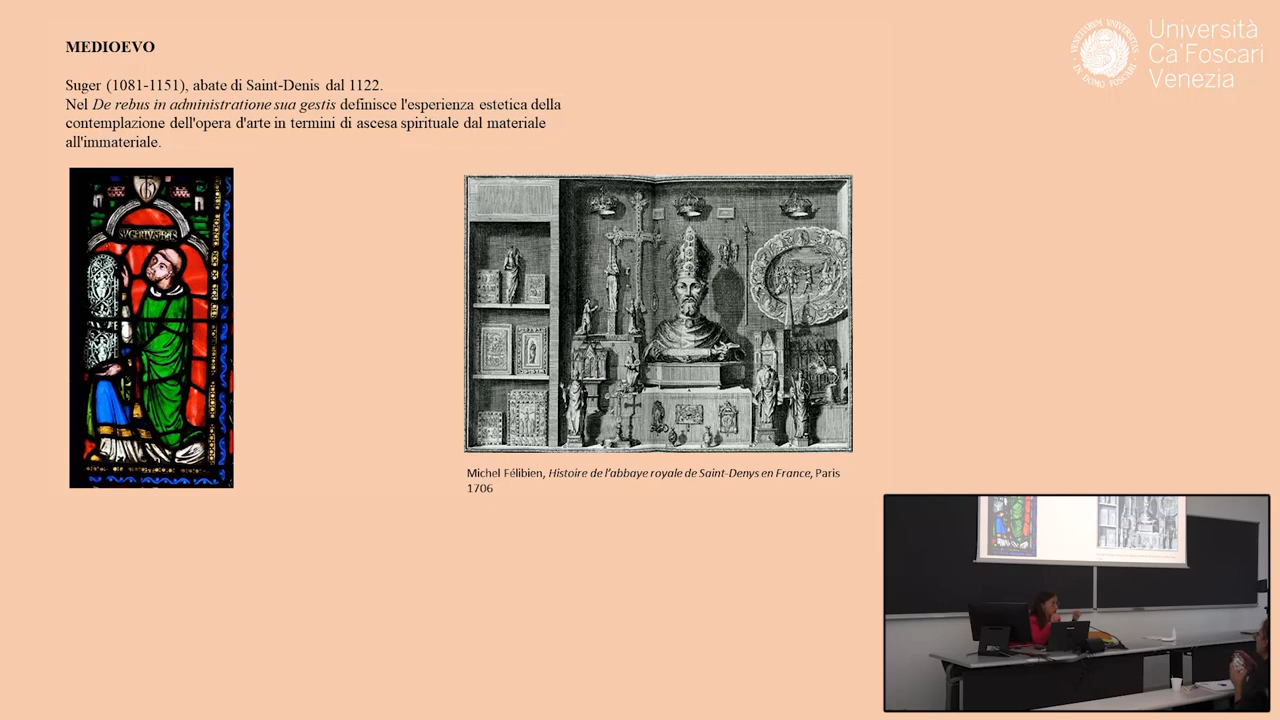 MEDIOEVO
Suger (1081-1151), abate di Saint-Denis dal 1122.
Nel De rebus in administratione sua gestis definisce l'esperienza estetica della
contemplazione dell'opera d'arte in termini di ascesa spirituale dal materiale
all'immateriale.
Michel Félibien, Histoire de l'abbaye royale de Saint-Denys en France, Paris
1706
Università
Ca'Foscari
Venezia